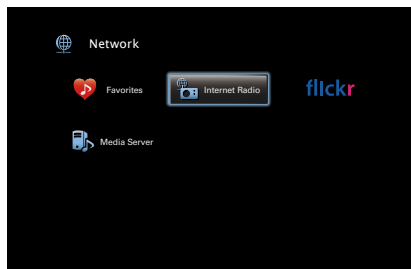 Network
Favorites
Internet Radio
flickr
Media Server